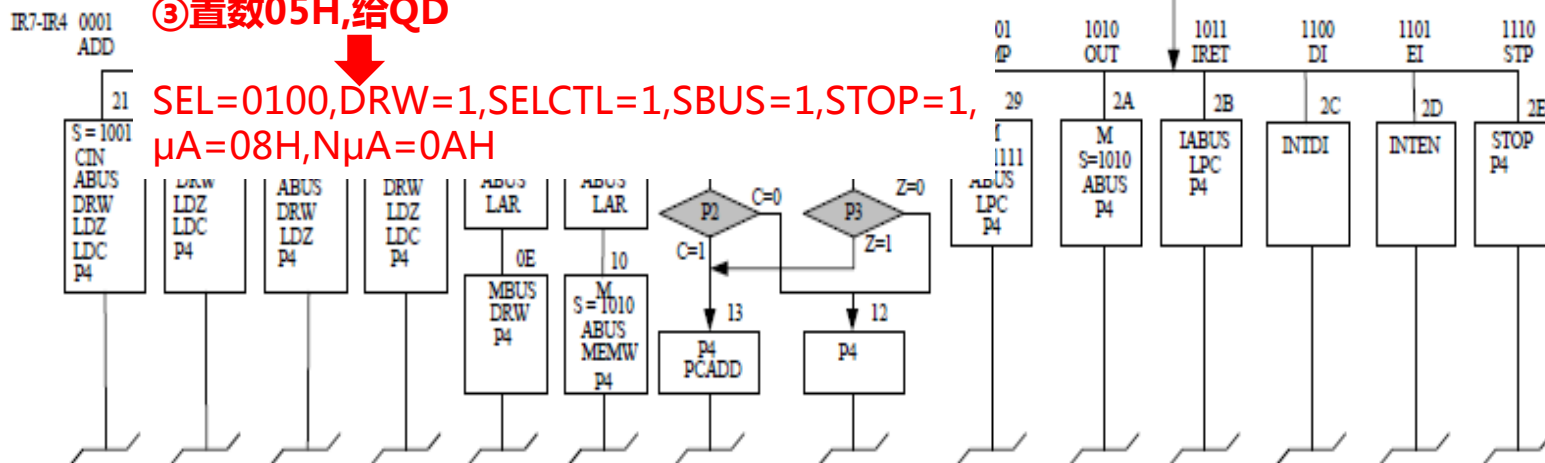 ③置数05H,给QD
SEL=0100,DRW=1,SELCTL=1,SBUS=1,STOP=1,
μA=08H,NμA=0AH
IR7-IR4 0001
ADD
21
S = 1001
CIN
ABUS
DRW
LDZ
LDC
P4
DRW
LDZ
LDC
P4
ABUS
DRW
LDZ
P4
DRW
LDZ
LDC
P4
ABUS
LAR
0E
MBUS
DRW
P4
ABUS
LAR
10
M
S = 1010
ABUS
MEMW
P4
P2
C=0
C=1
13
P4
PCADD
P3
Z=0
Z=1
12
P4
01
29
1111
ABUS
LPC
P4
1010
OUT
2A
M
S=1010
ABUS
P4
1011
IRET
2B
IABUS
LPC
P4
1100
DI
2C
INTDI
1101
EI
2D
INTEN
1110
STP
2E
STOP
P4